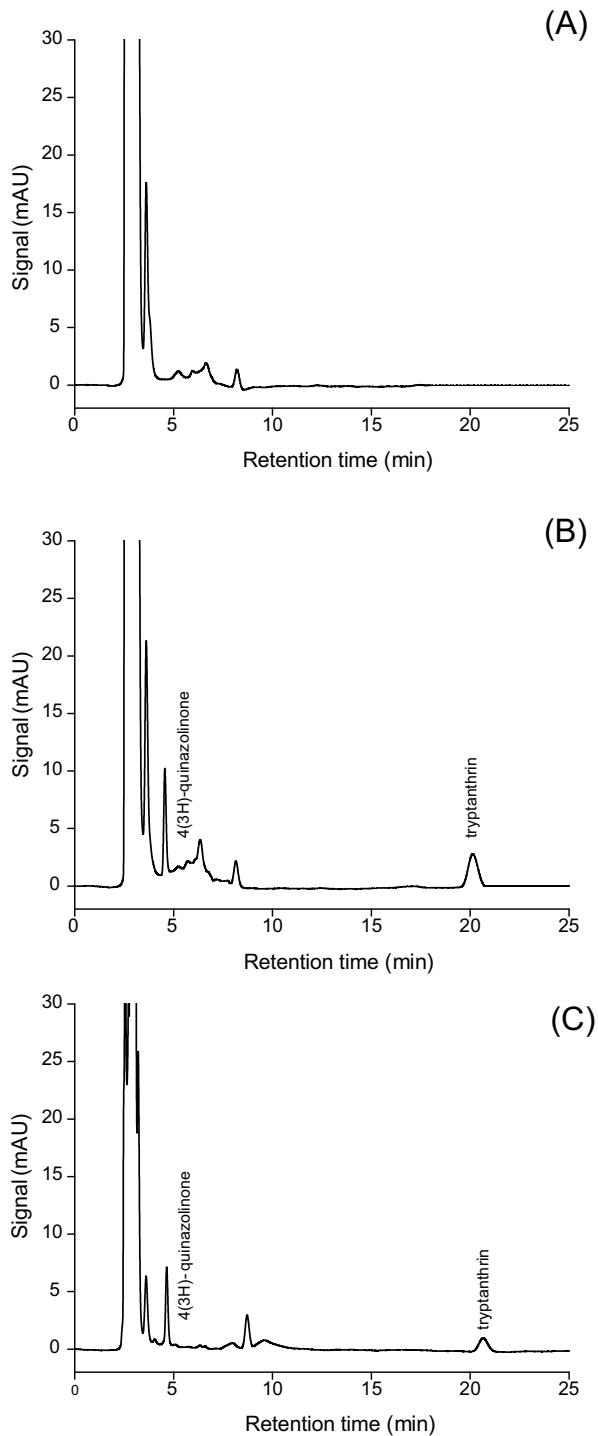 (A)
30
25
20
15
10
5
0
Signal (mAU)
0 5 10 15 20 25
Retention time (min)
(B)
30
25
20
15
10
5
0
Signal (mAU)
4(3H)-quinazolinone
tryptanthrin
0 5 10 15 20 25
Retention time (min)
(C)
30
25
20
15
10
5
0
Signal (mAU)
4(3H)- quinazolinone
tryptanthrin
0 5 10 15 20 25
Retention time (min)